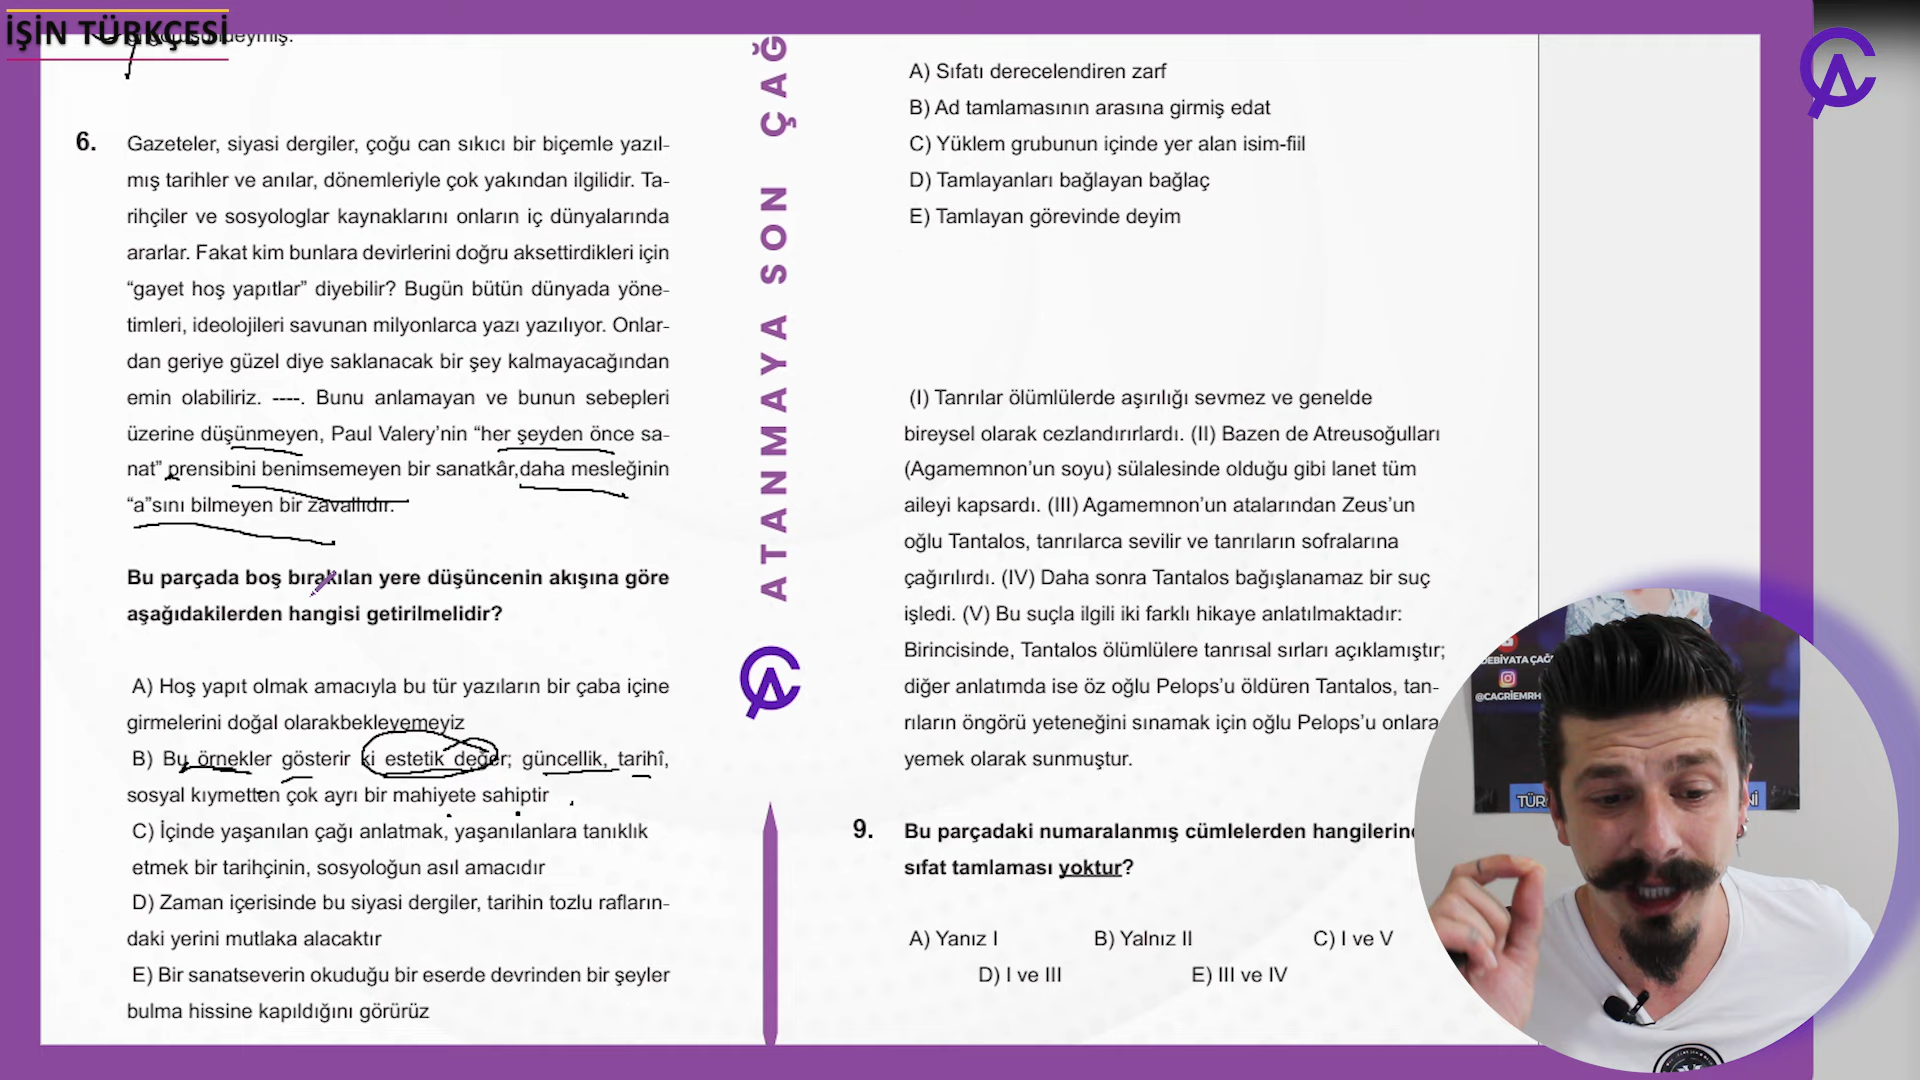 İŞİN TÜRKÇESİ
6. Gazeteler, siyasi dergiler, çoğu can sıkıcı bir biçemle yazıl-
mış tarihler ve anılar, dönemleriyle çok yakından ilgilidir. Ta-
rihçiler ve sosyologlar kaynaklarını onların iç dünyalarında
ararlar. Fakat kim bunlara devirlerini doğru aksettirdikleri için
“gayet hoş yapıtlar” diyebilir? Bugün bütün dünyada yöne-
timleri, ideolojileri savunan milyonlarca yazı yazılıyor. Onlar-
dan geriye güzel diye saklanacak bir şey kalmayacağından
emin olabiliriz. ----. Bunu anlamayan ve bunun sebepleri
üzerine düşünmeyen, Paul Valery’nin “her şeyden önce sa-
nat” prensibini benimsemeyen bir sanatkâr,daha mesleğinin
“a”sını bilmeyen bir zavallıdır.
Bu parçada boş bırakılan yere düşüncenin akışına göre
aşağıdakilerden hangisi getirilmelidir?
A) Hoş yapıt olmak amacıyla bu tür yazıların bir çaba içine
girmelerini doğal olarakbekleyemeyiz
B) Bu örnekler gösterir ki estetik değer; güncellik, tarihî,
sosyal kıymetten çok ayrı bir mahiyete sahiptir
C) İçinde yaşanılan çağı anlatmak, yaşanılanlara tanıklık
etmek bir tarihçinin, sosyoloğun asıl amacıdır
D) Zaman içerisinde bu siyasi dergiler, tarihin tozlu rafların-
daki yerini mutlaka alacaktır
E) Bir sanatseverin okuduğu bir eserde devrinden bir şeyler
bulma hissine kapıldığını görürüz
ATANMAYA SON ÇAĞ
A) Sıfatı derecelendiren zarf
B) Ad tamlamasının arasına girmiş edat
C) Yüklem grubunun içinde yer alan isim-fiil
D) Tamlayanları bağlayan bağlaç
E) Tamlayan görevinde deyim
(I) Tanrılar ölümlülerde aşırılığı sevmez ve genelde
bireysel olarak cezlandırırlardı. (II) Bazen de Atreusoğulları
(Agamemnon’un soyu) sülalesinde olduğu gibi lanet tüm
aileyi kapsardı. (III) Agamemnon’un atalarından Zeus’un
oğlu Tantalos, tanrılarca sevilir ve tanrıların sofralarına
çağırılırdı. (IV) Daha sonra Tantalos bağışlanamaz bir suç
işledi. (V) Bu suçla ilgili iki farklı hikaye anlatılmaktadır:
Birincisinde, Tantalos ölümlülere tanrısal sırları açıklamıştır;
diğer anlatımda ise öz oğlu Pelops’u öldüren Tantalos, tan-
rıların öngörü yeteneğini sınamak için oğlu Pelops’u onlara
yemek olarak sunmuştur.
9. Bu parçadaki numaralanmış cümlelerden hangilerin
sıfat tamlaması yoktur?
A) Yanız I B) Yalnız II C) I ve V
D) I ve III E) III ve IV
@CAGRIEMRH